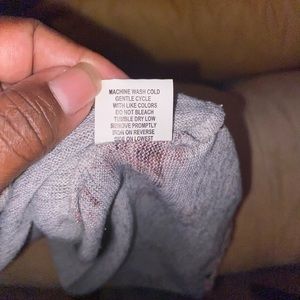 MACHINE WASH COLD
GENTLE CYCLE
WITH LIKE COLORS
DO NOT BLEACH
TUMBLE DRY LOW
REMOVE PROMPTLY
IRON ON REVERSE
SIDE ON LOWEST